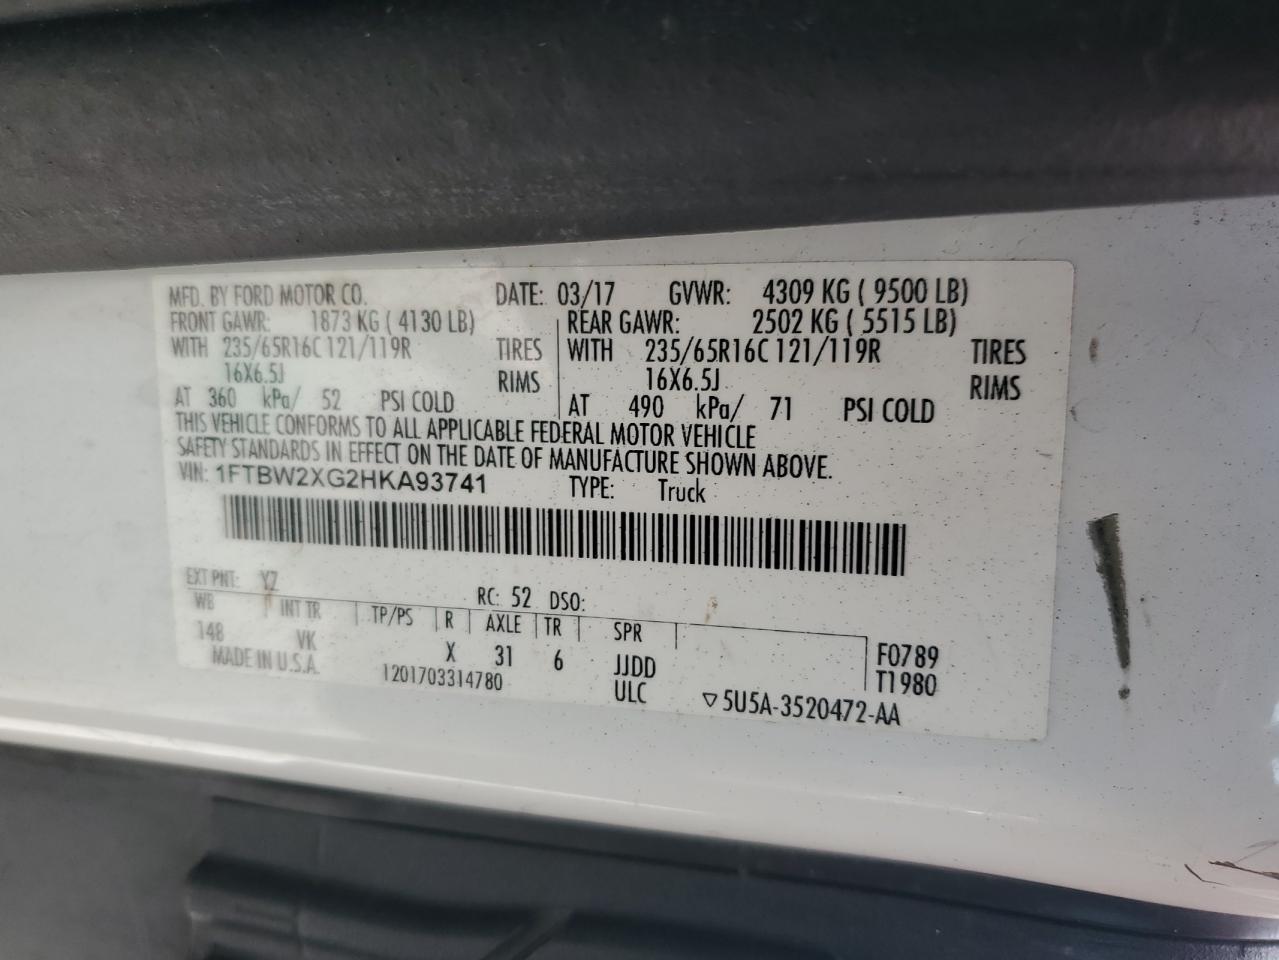 MFD. BY FORD MOTOR CO. DATE: 03/17 GVWR: 4309 KG ( 9500 LB)
FRONT GAWR: 1873 KG ( 4130 LB) REAR GAWR: 2502 KG ( 5515 LB)
WITH 235/65R16C 121/119R TIRES WITH 235/65R16C 121/119R TIRES
16X6.5J RIMS 16X6.5J RIMS
AT 360 kPa/ 52 PSI COLD AT 490 kPa/ 71 PSI COLD
THIS VEHICLE CONFORMS TO ALL APPLICABLE FEDERAL MOTOR VEHICLE
SAFETY STANDARDS IN EFFECT ON THE DATE OF MANUFACTURE SHOWN ABOVE.
VIN: 1FTBW2XG2HKA93741 TYPE: Truck
EXT PNT: YZ RC: 52 DSO:
WB INT TR TP/PS R AXLE TR SPR
148 VK X 31 6 JJDD F0789
MADE IN U.S.A. 1201703314780 ULC T1980
▽5U5A-3520472-AA